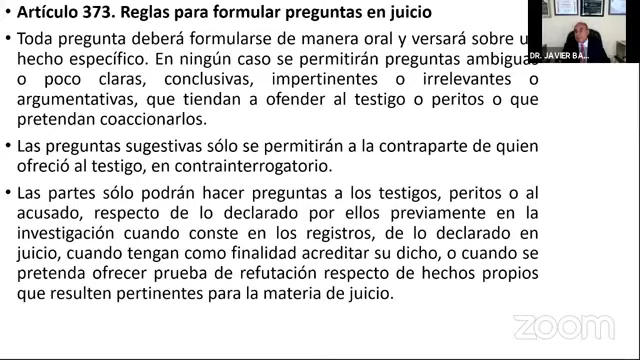 • Artículo 373. Reglas para formular preguntas en juicio
• Toda pregunta deberá formularse de manera oral y versará sobre u
hecho específico. En ningún caso se permitirán preguntas ambiguas
o poco claras, conclusivas, impertinentes o irrelevantes o
argumentativas, que tiendan a ofender al testigo o peritos o que
pretendan coaccionarlos.
• Las preguntas sugestivas sólo se permitirán a la contraparte de quien
ofreció al testigo, en contrainterrogatorio.
• Las partes sólo podrán hacer preguntas a los testigos, peritos o al
acusado, respecto de lo declarado por ellos previamente en la
investigación cuando conste en los registros, de lo declarado en
juicio, cuando tengan como finalidad acreditar su dicho, o cuando se
pretenda ofrecer prueba de refutación respecto de hechos propios
que resulten pertinentes para la materia de juicio.
DR. JAVIER BA...
zoom